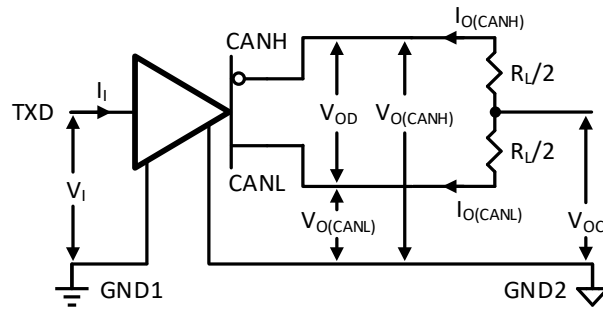 CANH
I_O(CANH)
I_I
TXD
R_L/2
V_OD
V_O(CANH)
R_L/2
V_I
CANL
V_O(CANL)
I_O(CANL)
V_OC
GND1
GND2